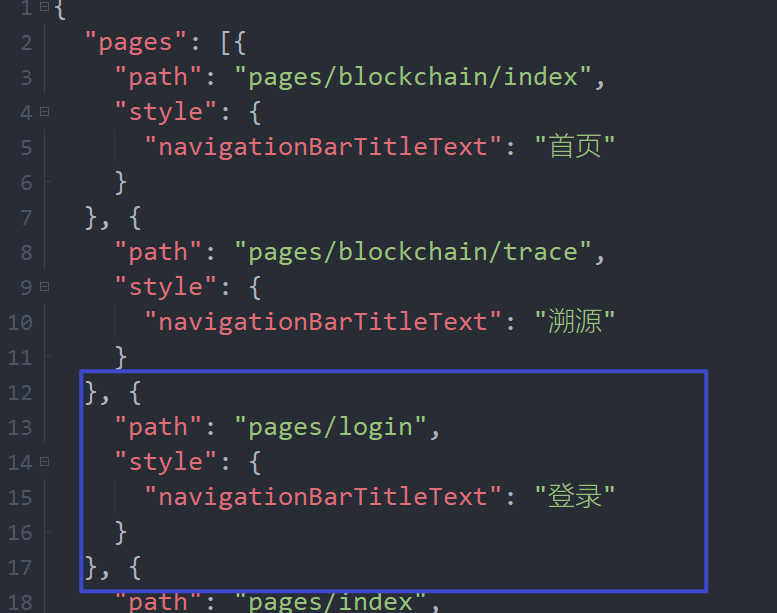 1 {
2 "pages": [{
3 "path": "pages/blockchain/index",
4 "style": {
5 "navigationBarTitleText": "首页"
6 }
7 }, {
8 "path": "pages/blockchain/trace",
9 "style": {
10 "navigationBarTitleText": "溯源"
11 }
12 }, {
13 "path": "pages/login",
14 "style": {
15 "navigationBarTitleText": "登录"
16 }
17 }, {
18 "path": "pages/index",